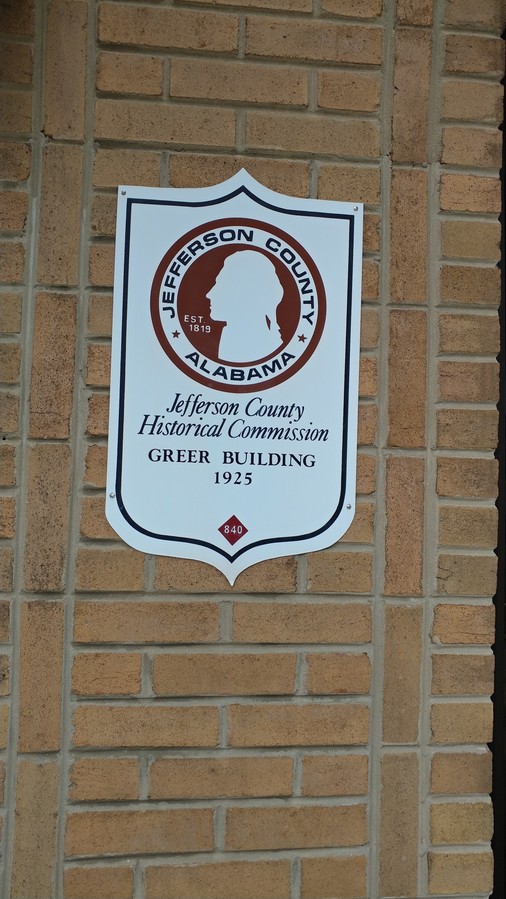 JEFFERSON COUNTY
EST.
1819
ALABAMA
Jefferson County
Historical Commission
GREER BUILDING
1925
840